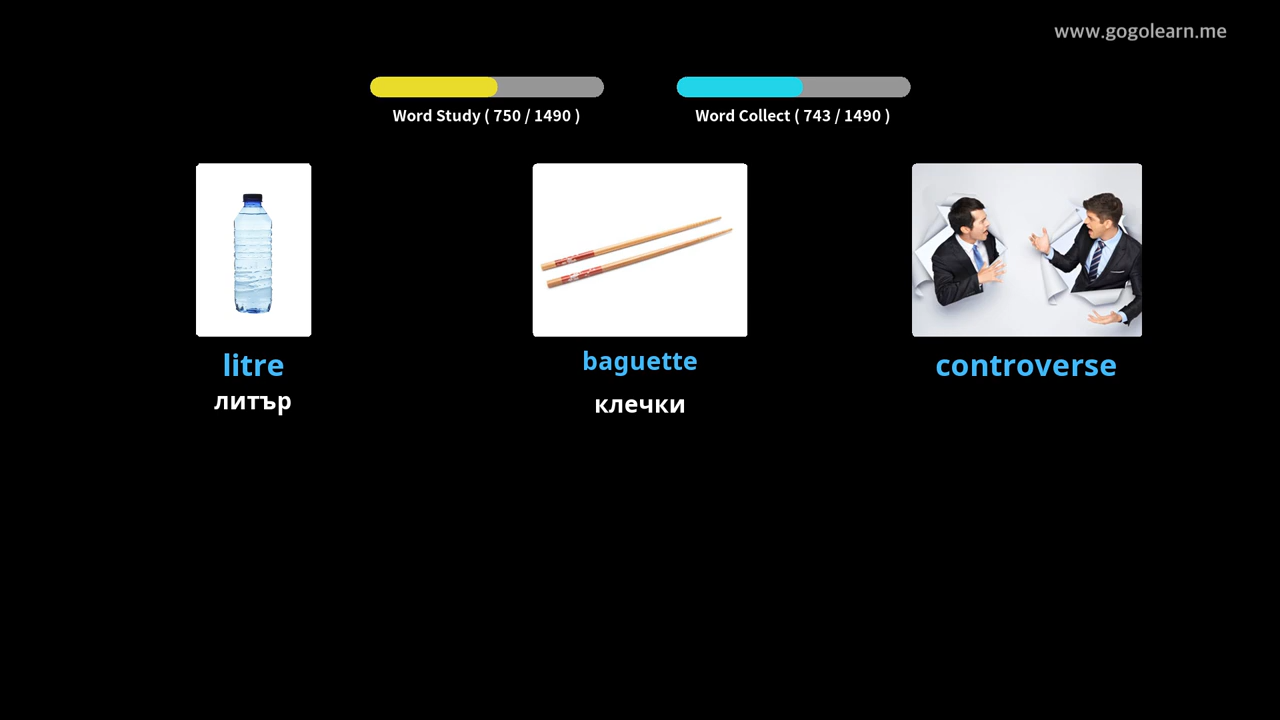 www.gogolearn.me
Word Study ( 750 / 1490 )
Word Collect ( 743 / 1490 )
litre
литър
baguette
клечки
controverse